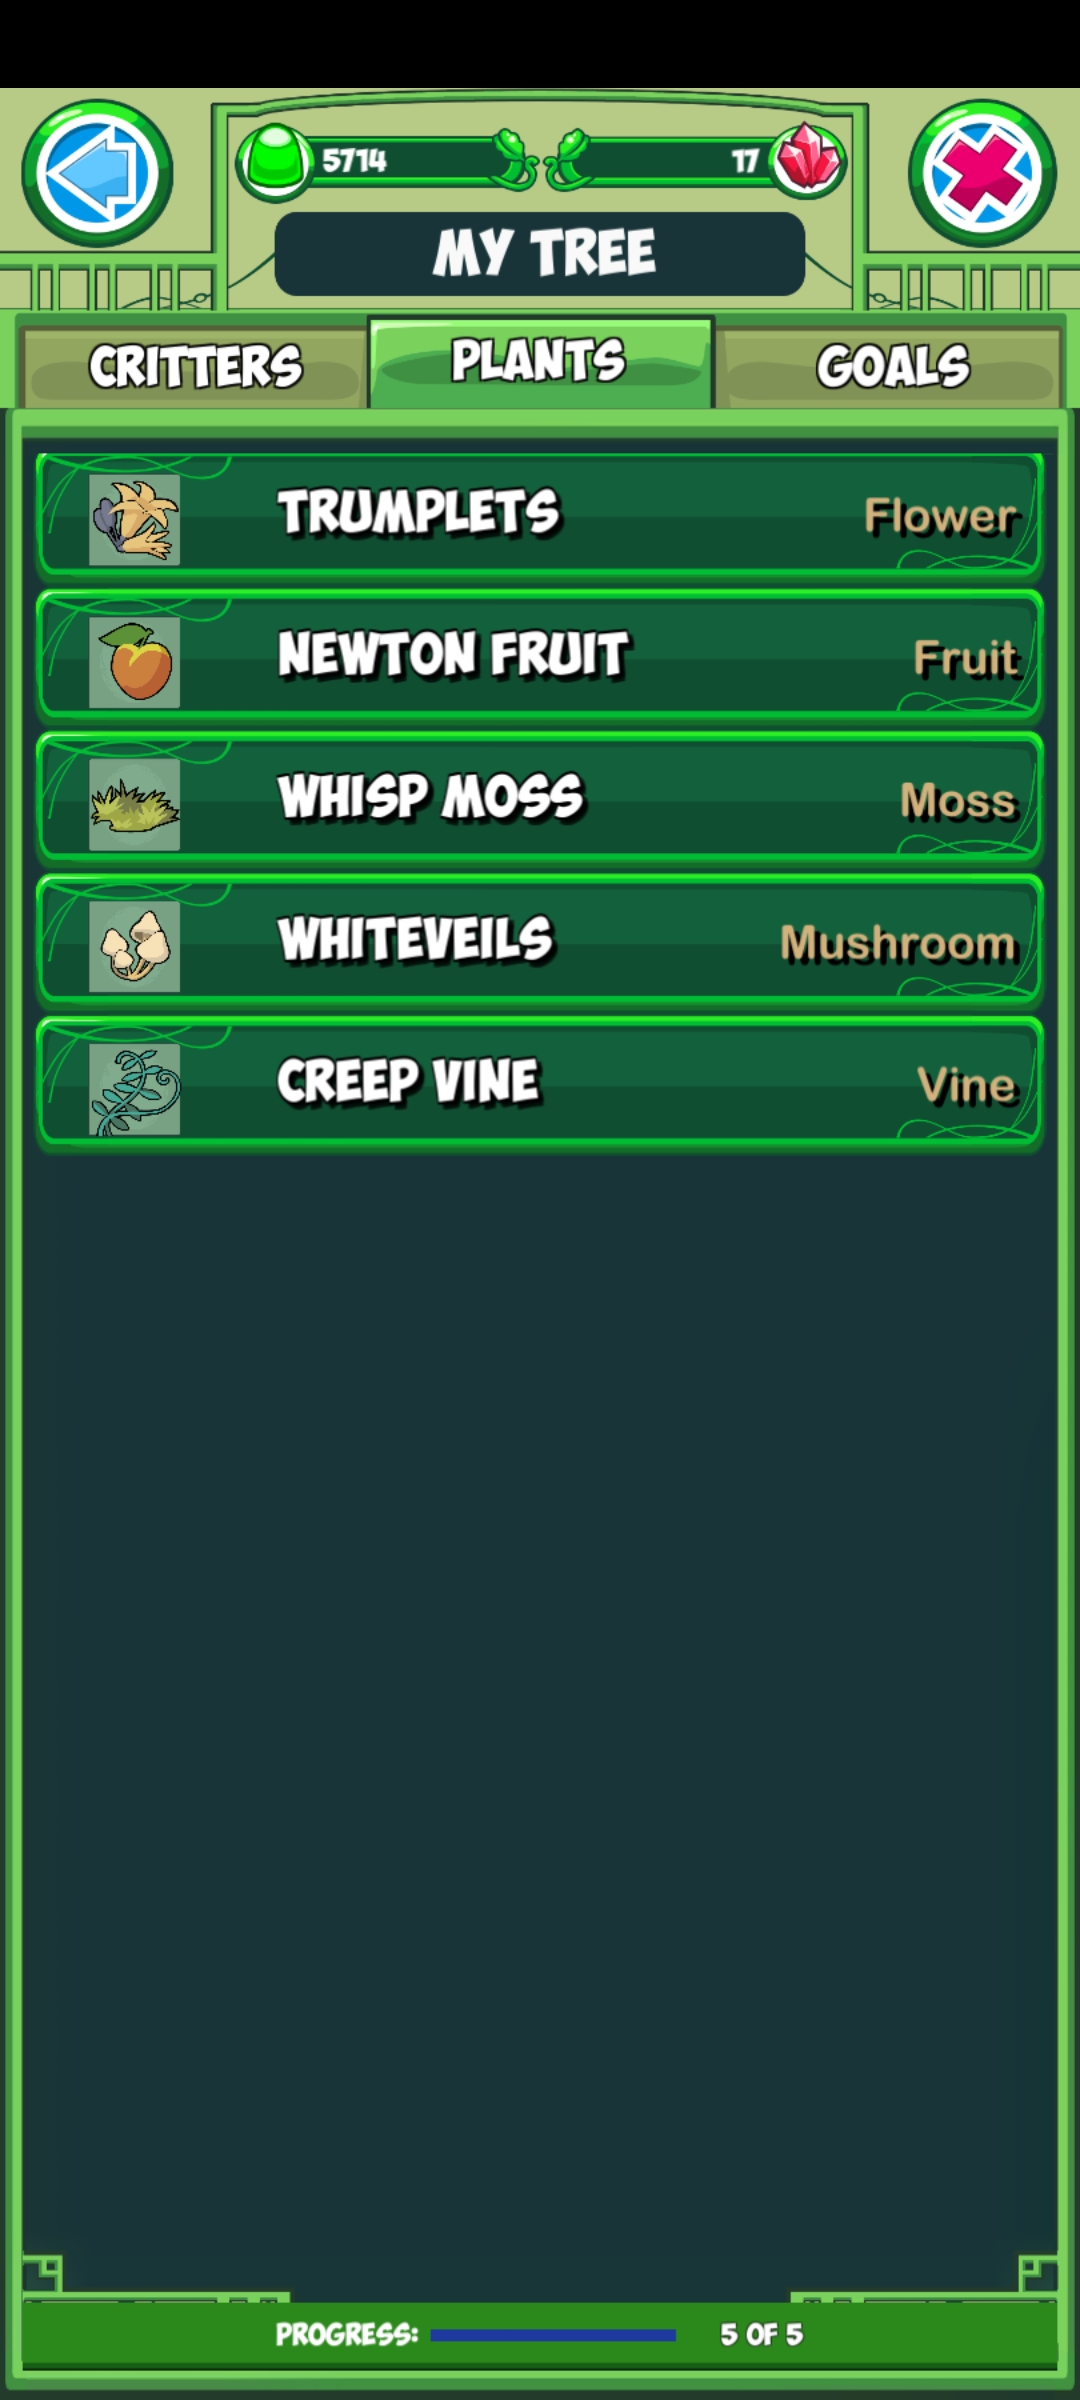 5714
17
MY TREE
CRITTERS
PLANTS
GOALS
TRUMPLETS
Flower
NEWTON FRUIT
Fruit
WHISP MOSS
Moss
WHITEVEILS
Mushroom
CREEP VINE
Vine
PROGRESS:
5 OF 5